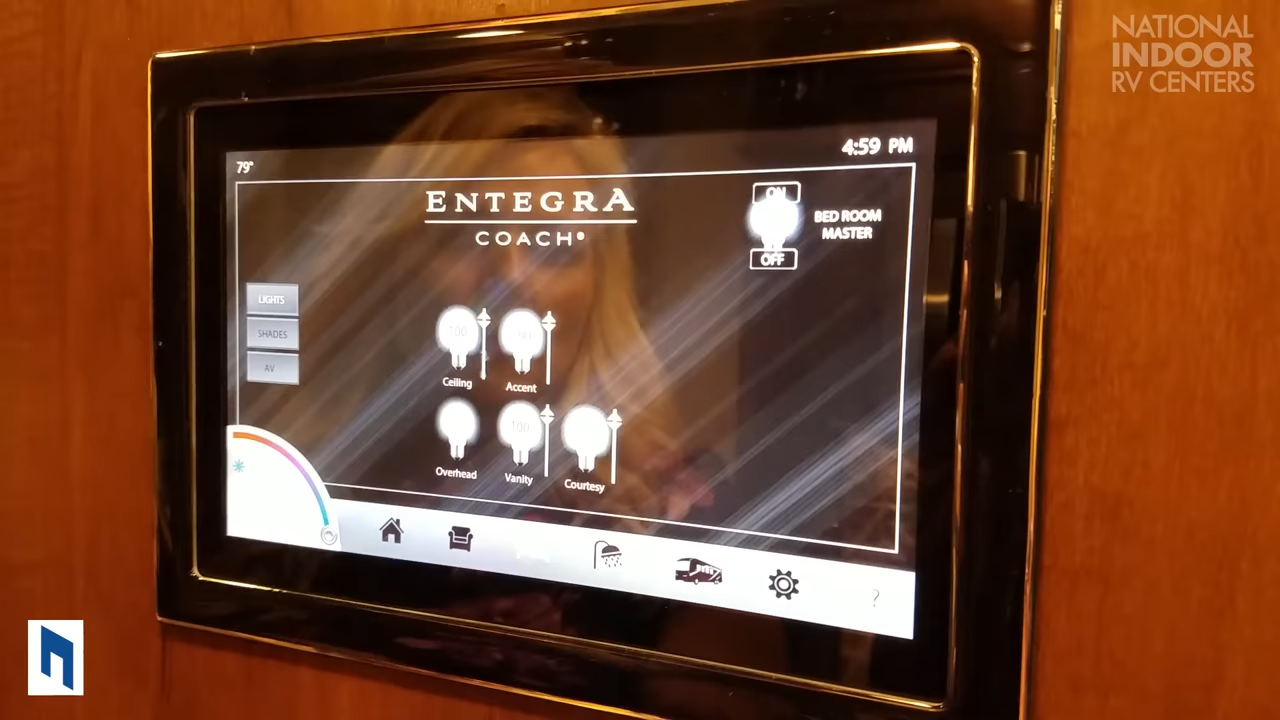 NATIONAL
INDOOR
RV CENTERS
79°
4:59 PM
ENTEGRA
COACH®
ON
OFF
BED ROOM
MASTER
LIGHTS
SHADES
AV
100
Ceiling
Accent
Overhead
100
Vanity
Courtesy
?